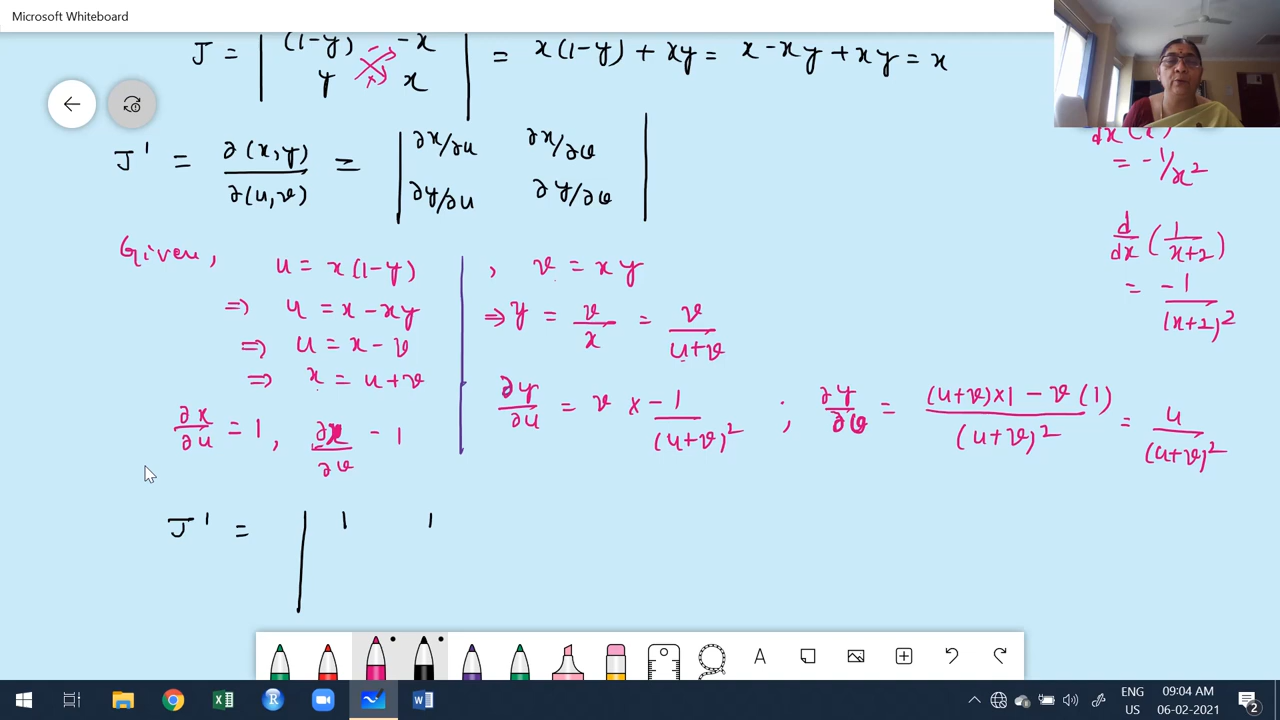 Microsoft Whiteboard
J = | (1-y) -x | = x(1-y) + xy = x - xy + xy = x
| y x |
J' = ∂(x,y) / ∂(u,v) = | ∂x/∂u ∂x/∂v |
| ∂y/∂u ∂y/∂v |
= -1/x²
d/dx (1/(x+2))
= -1/(x+2)²
Given, u = x(1-y)
⇒ u = x - xy
⇒ u = x - v
⇒ x = u+v
∂x/∂u = 1, ∂x/∂v - 1
, v = xy
⇒ y = v/x = v/(u+v)
∂y/∂u = v × -1/(u+v)² ; ∂y/∂v = ((u+v)×1 - v(1))/(u+v)² = u/(u+v)²
J' = | 1 1
A
ENG
US
09:04 AM
06-02-2021
2